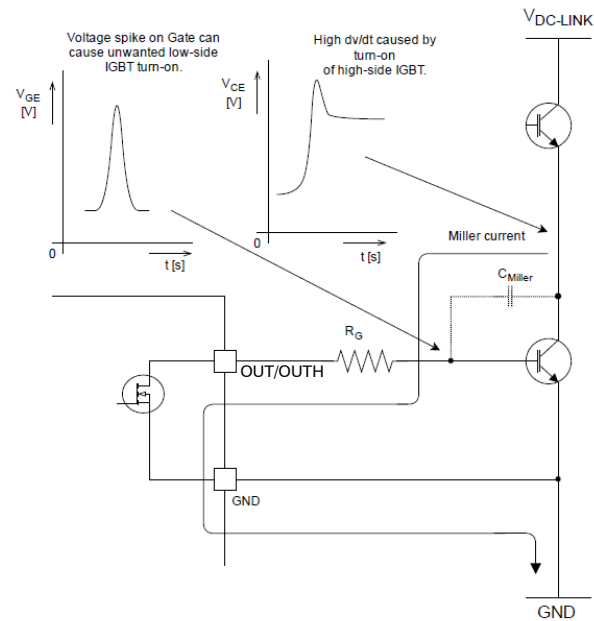 Voltage spike on Gate can
cause unwanted low-side
IGBT turn-on.
High dv/dt caused by
turn-on
of high-side IGBT.
VDC-LINK
VGE
[V]
VCE
[V]
0
t [s]
0
t [s]
Miller current
CMiller
RG
OUT/OUTH
GND
GND